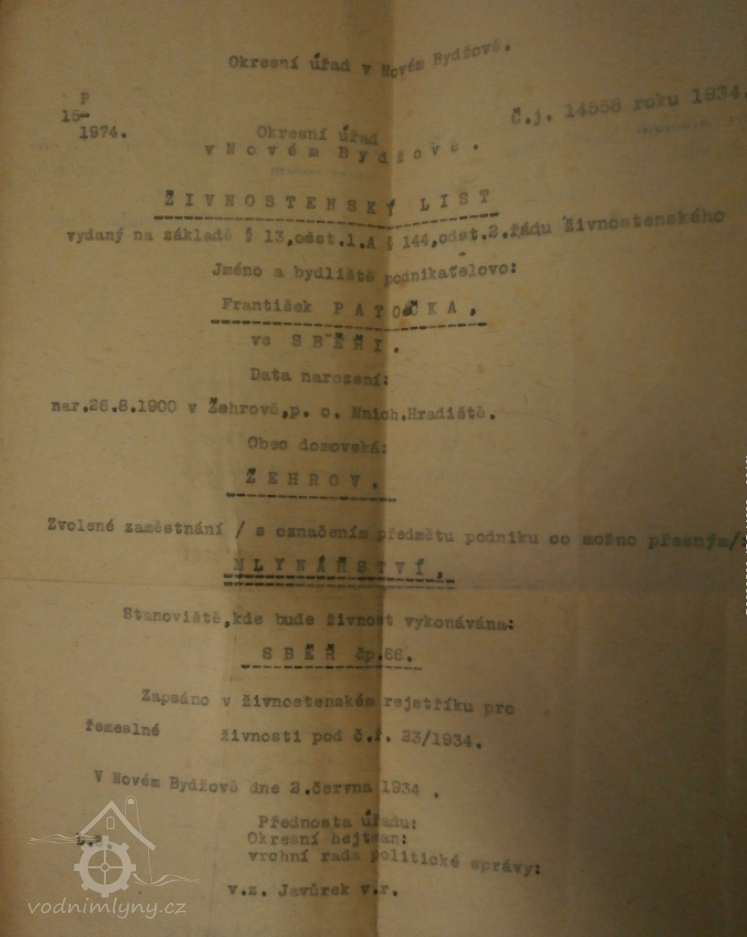 Okresní úřad v Novém Bydžově.
P
15-
1974.
Č.j. 14556 roku 1934.
Okresní úřad
v Novém Bydžově.
ŽIVNOSTENSKÝ LIST
vydaný na základě § 13,odst.1.A § 144,odst.2.řádu živnostenského
Jméno a bydliště podnikatelovo:
František PATOČKA,
ve SBĚŘI.
Data narození:
nar.26.8.1900 v Žehrově,p. o. Mnich.Hradiště.
Obec domovská:
ŽEHROV.
Zvolené zaměstnání / s označením předmětu podniku co možno přesným/:
MLYNÁŘSTVÍ,
Stanoviště,kde bude živnost vykonávána:
SBĚŘ čp.66.
Zapsáno v živnostenském rejstříku pro
řemeslné živnosti pod č.ř. 23/1934.
V Novém Bydžově dne 2.června 1934 .
Přednosta úřadu:
Okresní hejtman:
vrchní rada politické správy:
v.z. Javůrek v.r.
vodnimlyny.cz